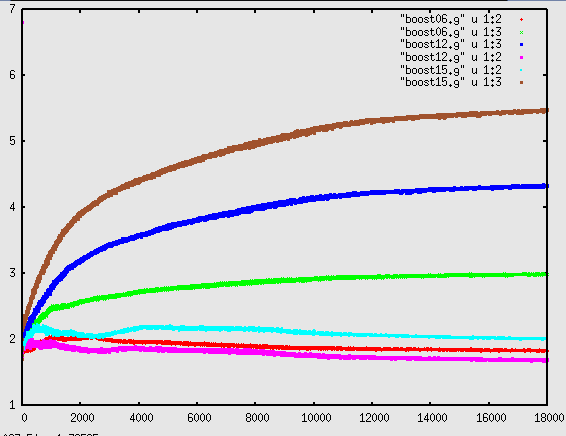 7
"boost06.g" u 1:2
"boost06.g" u 1:3
"boost12.g" u 1:3
"boost12.g" u 1:2
"boost15.g" u 1:2
"boost15.g" u 1:3
6
5
4
3
2
1
0 2000 4000 6000 8000 10000 12000 14000 16000 18000